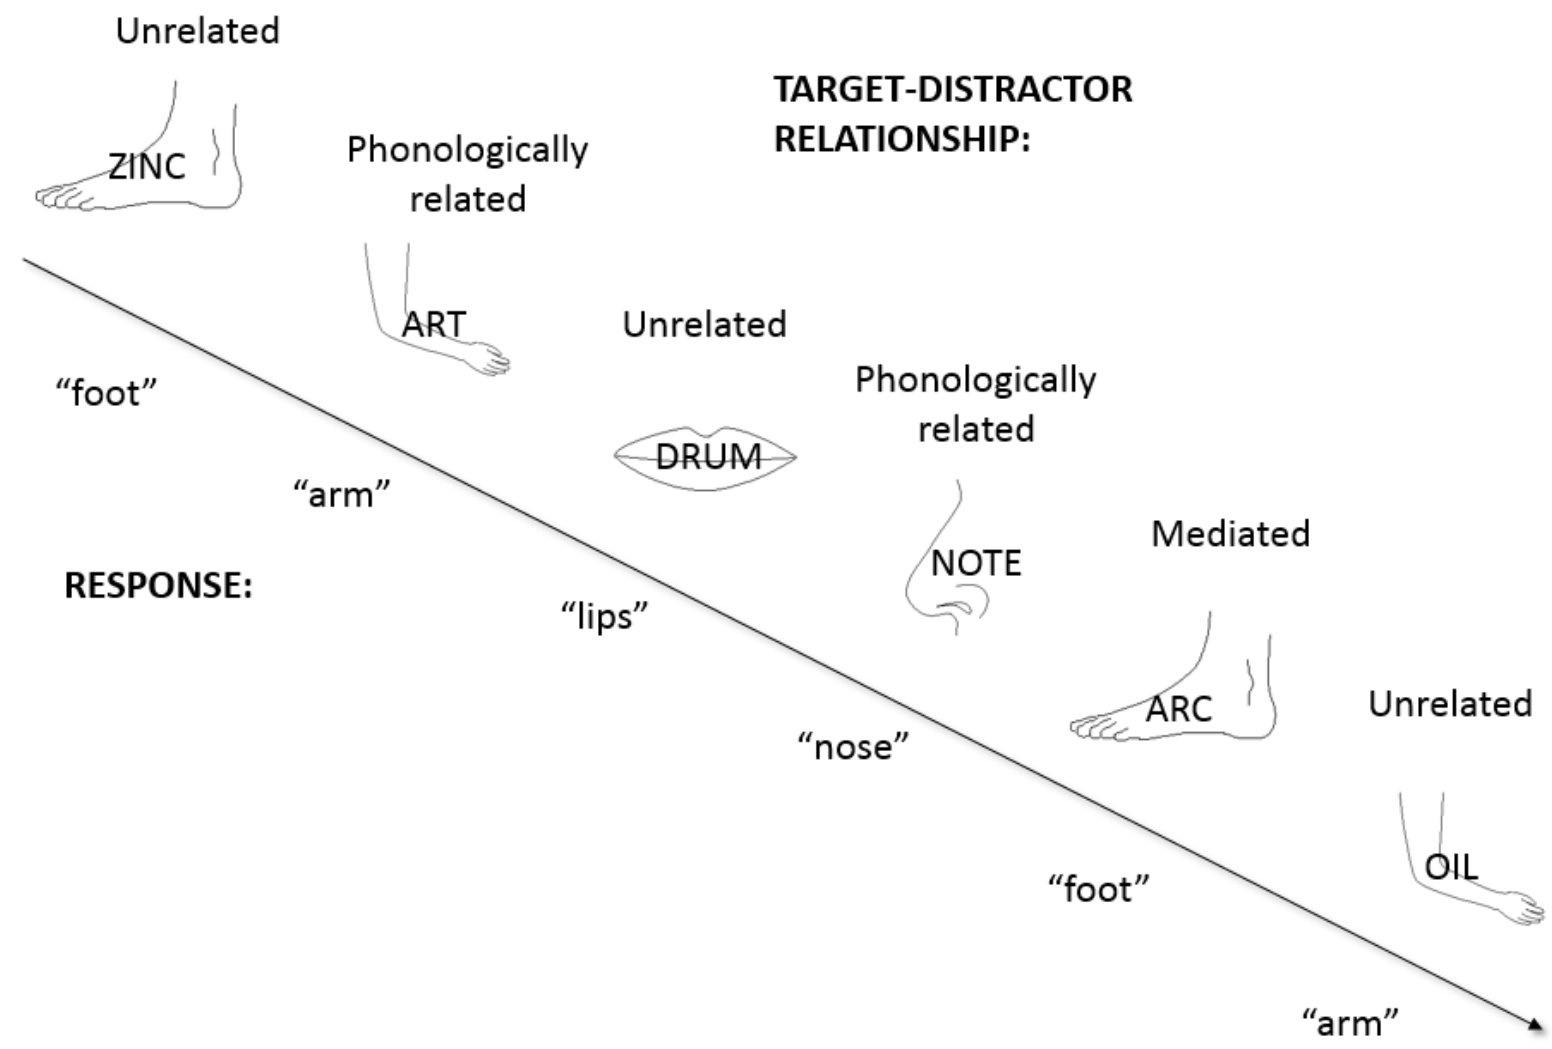 Unrelated
ZINC
TARGET-DISTRACTOR
RELATIONSHIP:
Phonologically
related
ART
Unrelated
DRUM
Phonologically
related
NOTE
Mediated
ARC
Unrelated
OIL
RESPONSE:
“foot”
“arm”
“lips”
“nose”
“foot”
“arm”